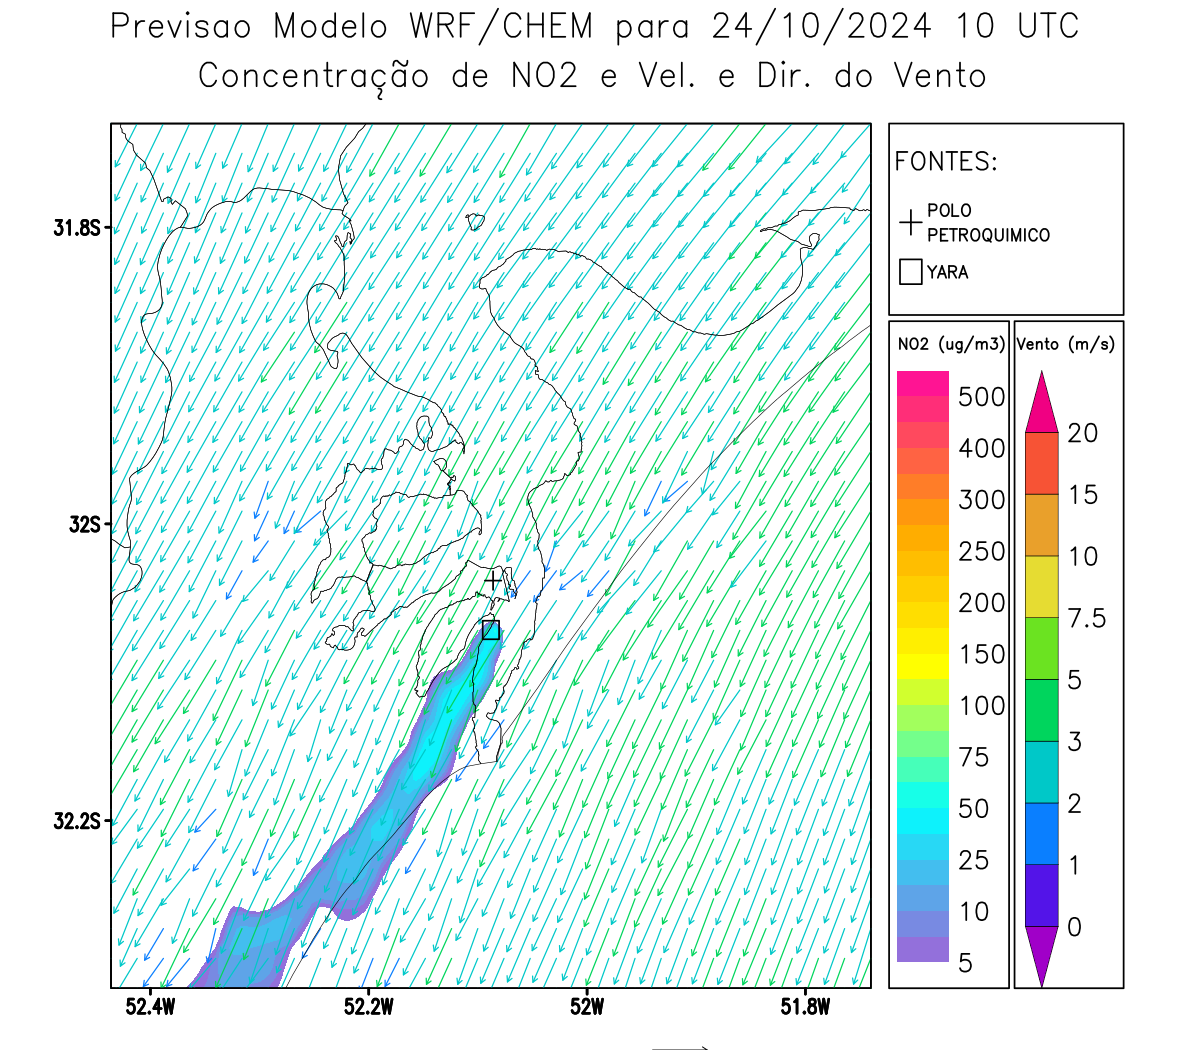 Previsao Modelo WRF/CHEM para 24/10/2024 10 UTC
Concentração de NO2 e Vel. e Dir. do Vento
FONTES:
POLO
PETROQUIMICO
YARA
NO2 (ug/m3)
500
400
300
250
200
150
100
75
50
25
10
5
Vento (m/s)
20
15
10
7.5
5
3
2
1
0
31.8S
32S
32.2S
52.4W
52.2W
52W
51.8W